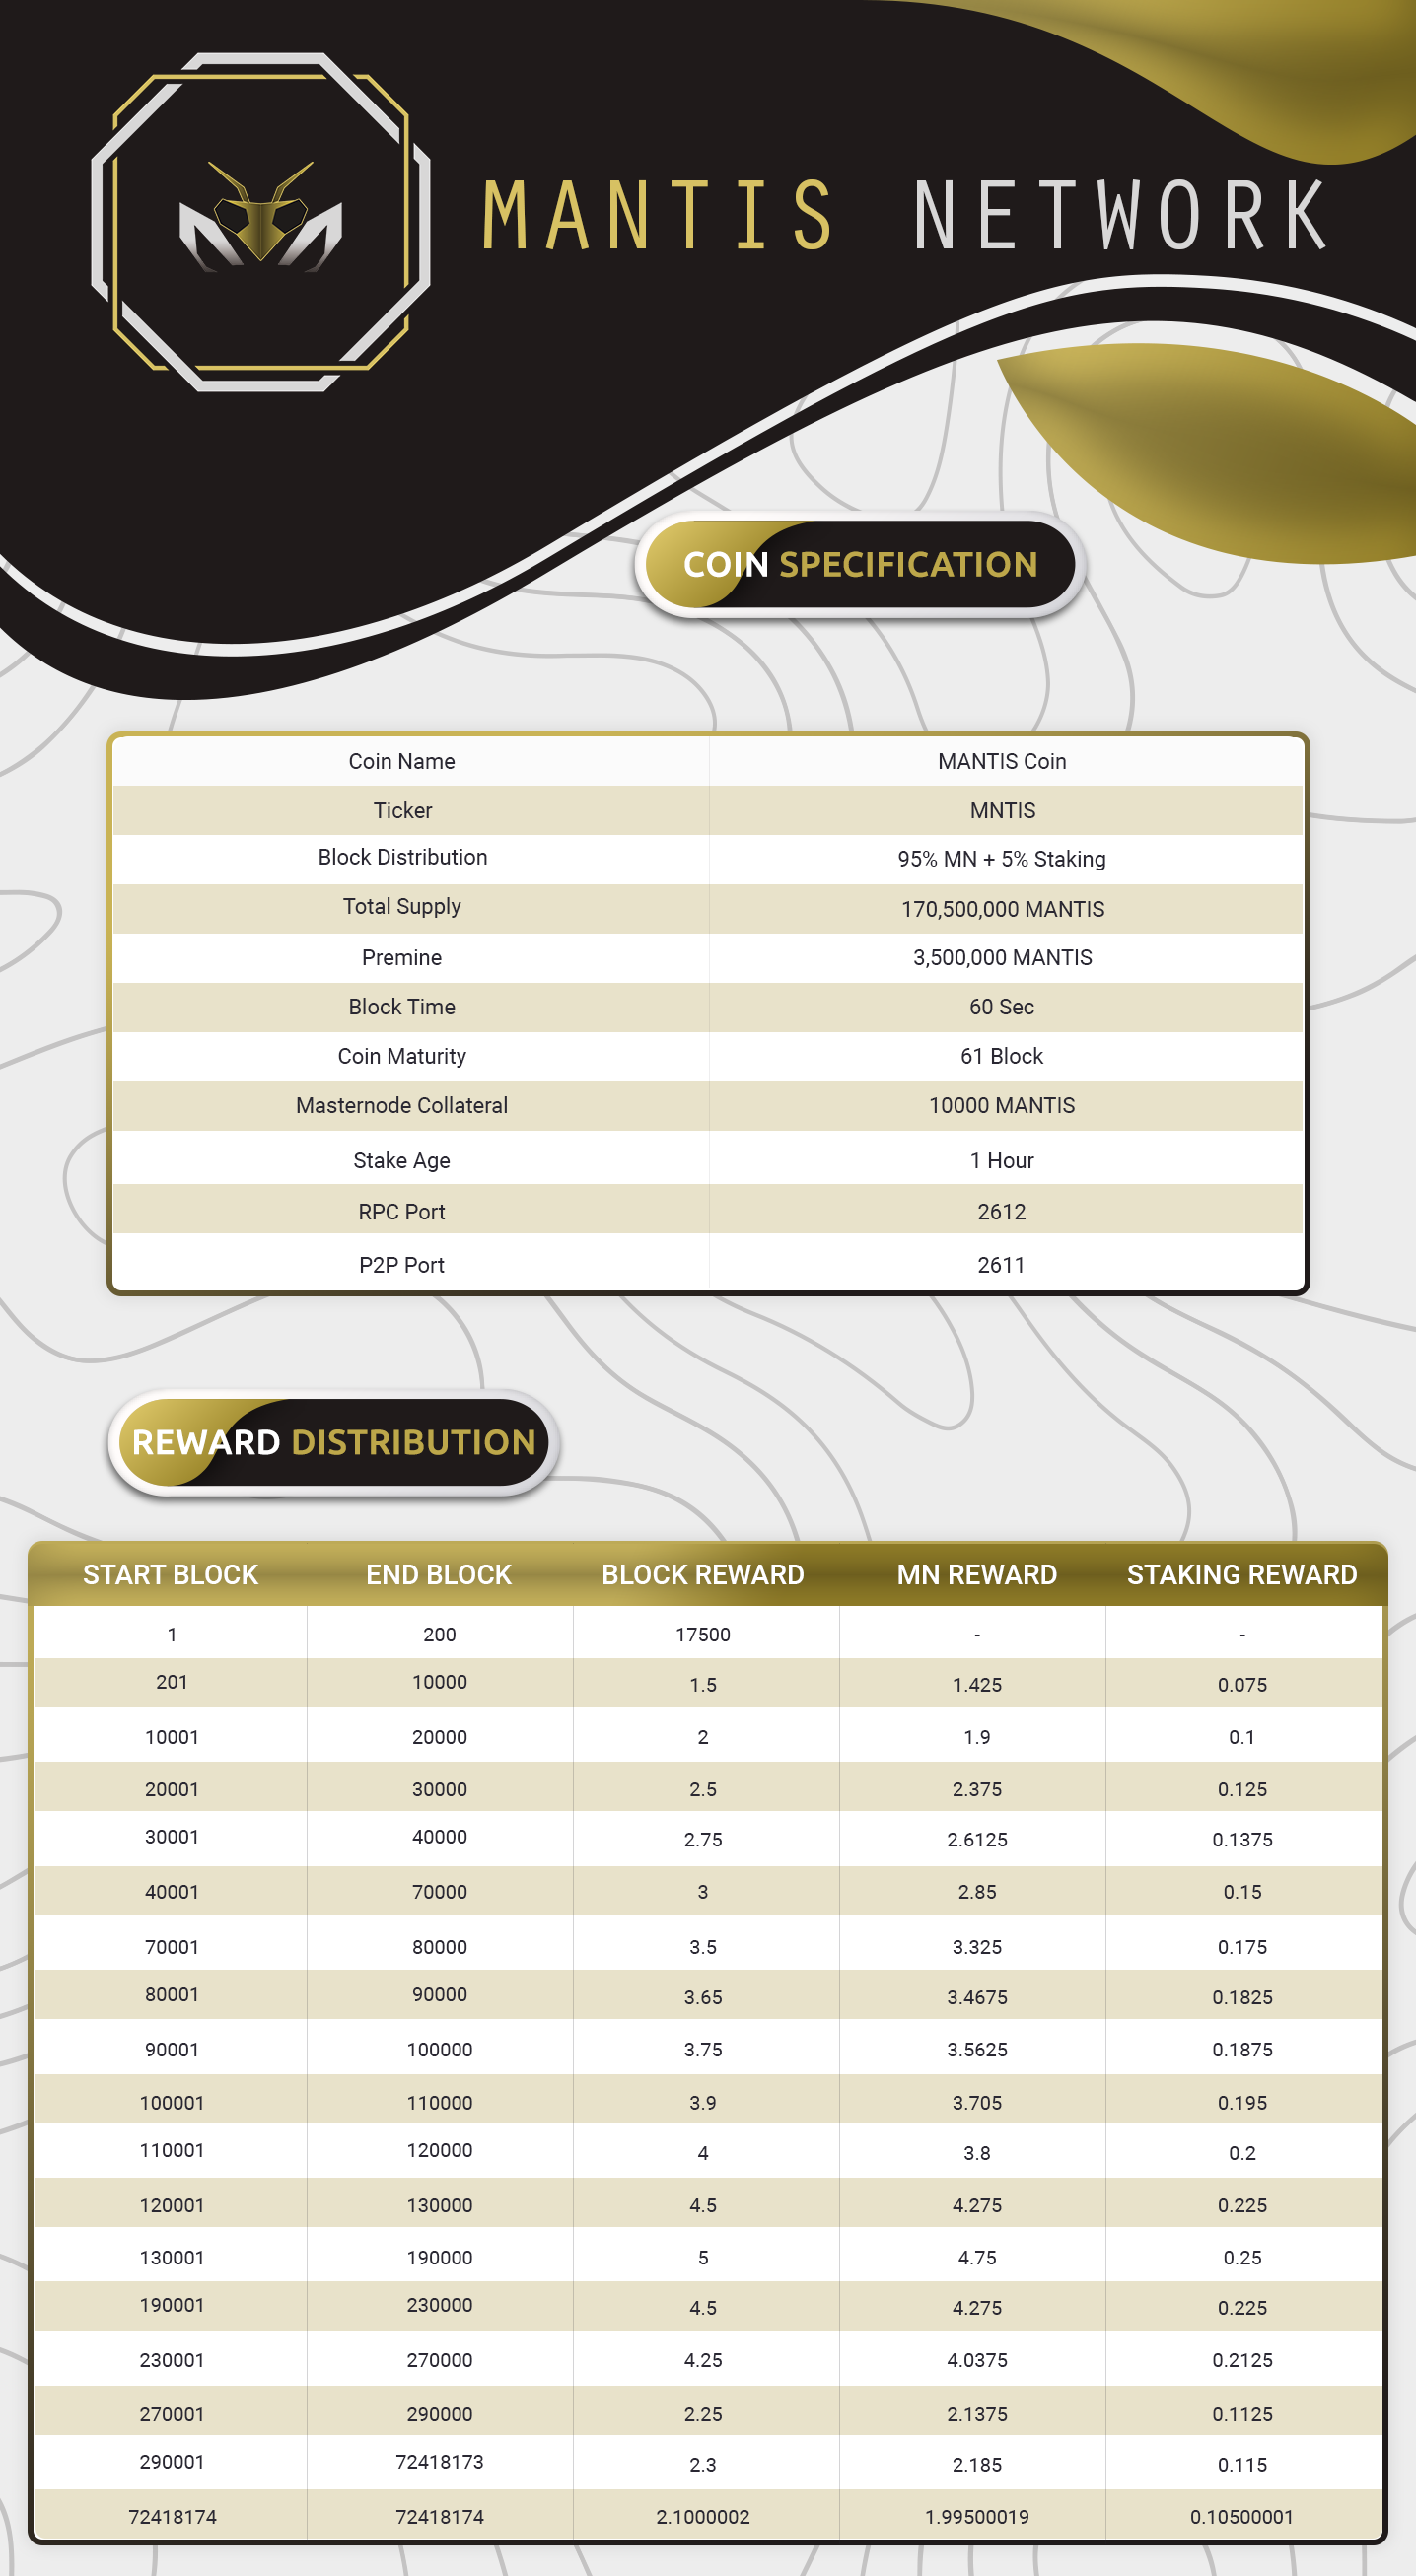 MANTIS NETWORK
COIN SPECIFICATION
Coin Name MANTIS Coin
Ticker MNTIS
Block Distribution 95% MN + 5% Staking
Total Supply 170,500,000 MANTIS
Premine 3,500,000 MANTIS
Block Time 60 Sec
Coin Maturity 61 Block
Masternode Collateral 10000 MANTIS
Stake Age 1 Hour
RPC Port 2612
P2P Port 2611
REWARD DISTRIBUTION
START BLOCK END BLOCK BLOCK REWARD MN REWARD STAKING REWARD
1 200 17500 - -
201 10000 1.5 1.425 0.075
10001 20000 2 1.9 0.1
20001 30000 2.5 2.375 0.125
30001 40000 2.75 2.6125 0.1375
40001 70000 3 2.85 0.15
70001 80000 3.5 3.325 0.175
80001 90000 3.65 3.4675 0.1825
90001 100000 3.75 3.5625 0.1875
100001 110000 3.9 3.705 0.195
110001 120000 4 3.8 0.2
120001 130000 4.5 4.275 0.225
130001 190000 5 4.75 0.25
190001 230000 4.5 4.275 0.225
230001 270000 4.25 4.0375 0.2125
270001 290000 2.25 2.1375 0.1125
290001 72418173 2.3 2.185 0.115
72418174 72418174 2.1000002 1.99500019 0.10500001